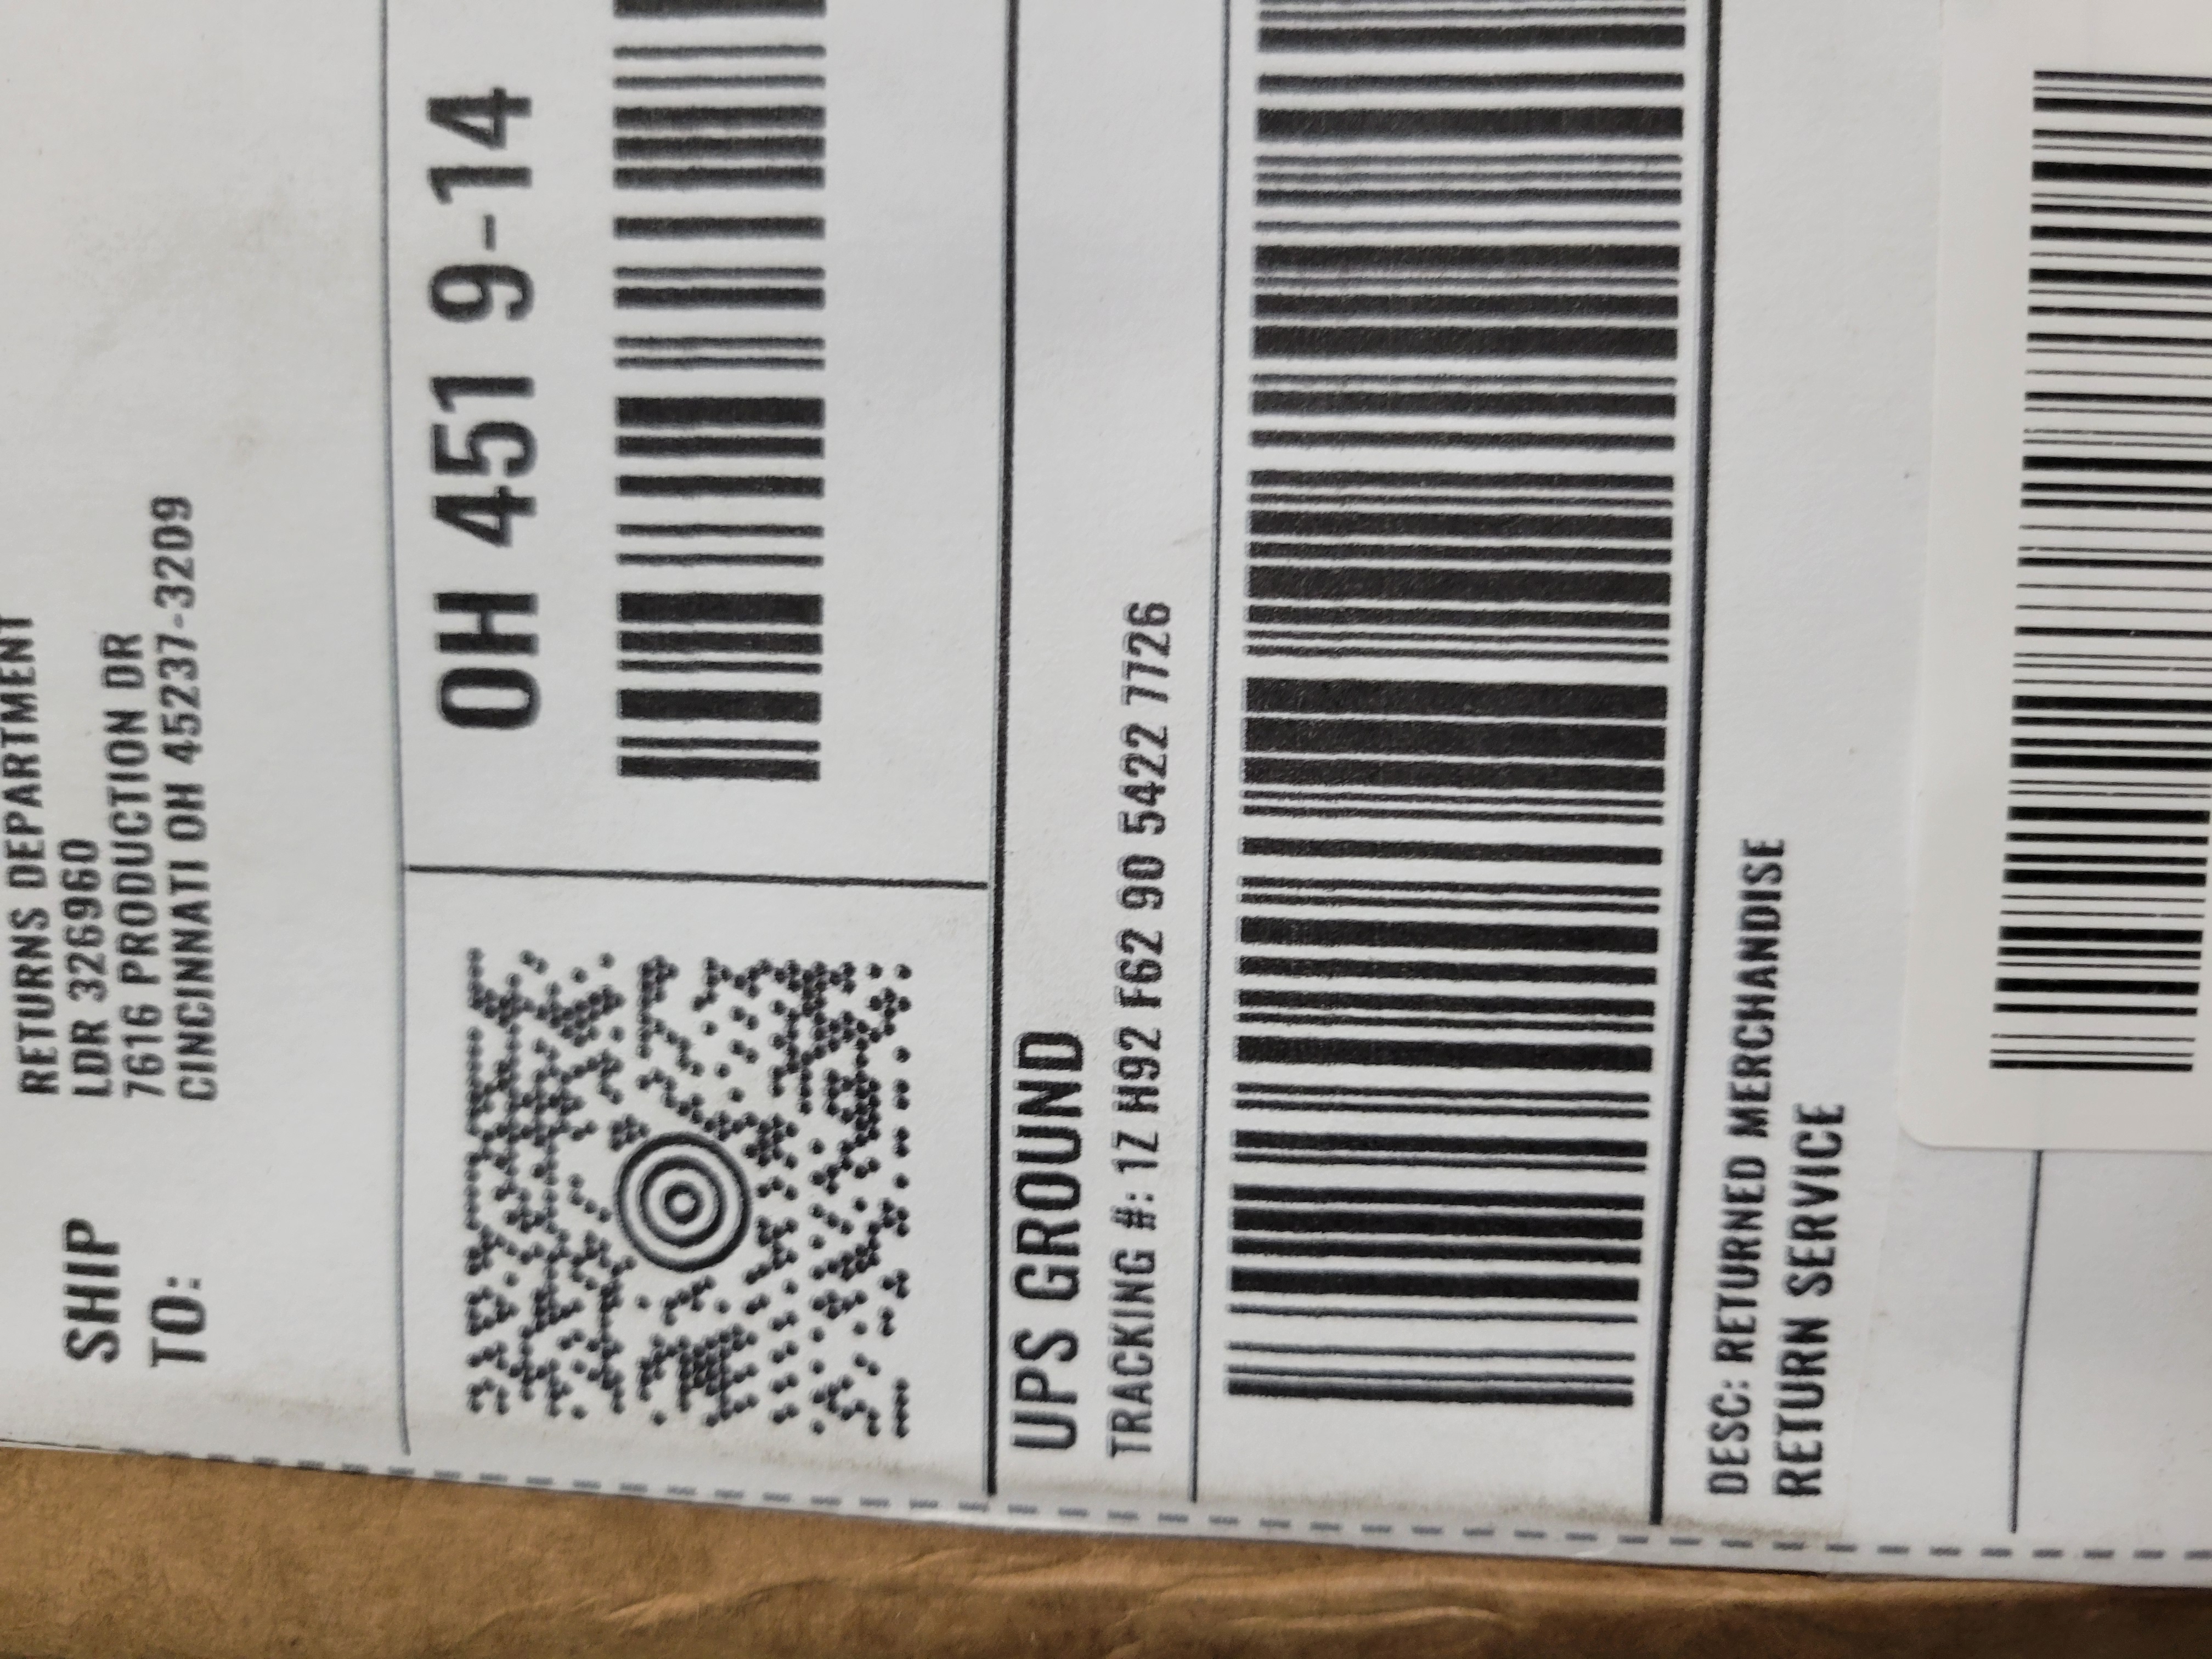 RETURNS DEPARTMENT
LDR 3269960
7616 PRODUCTION DR
CINCINNATI OH 45237-3209
SHIP
TO:
OH 451 9-14
UPS GROUND
TRACKING #: 1Z H92 F62 90 5422 7726
DESC: RETURNED MERCHANDISE
RETURN SERVICE